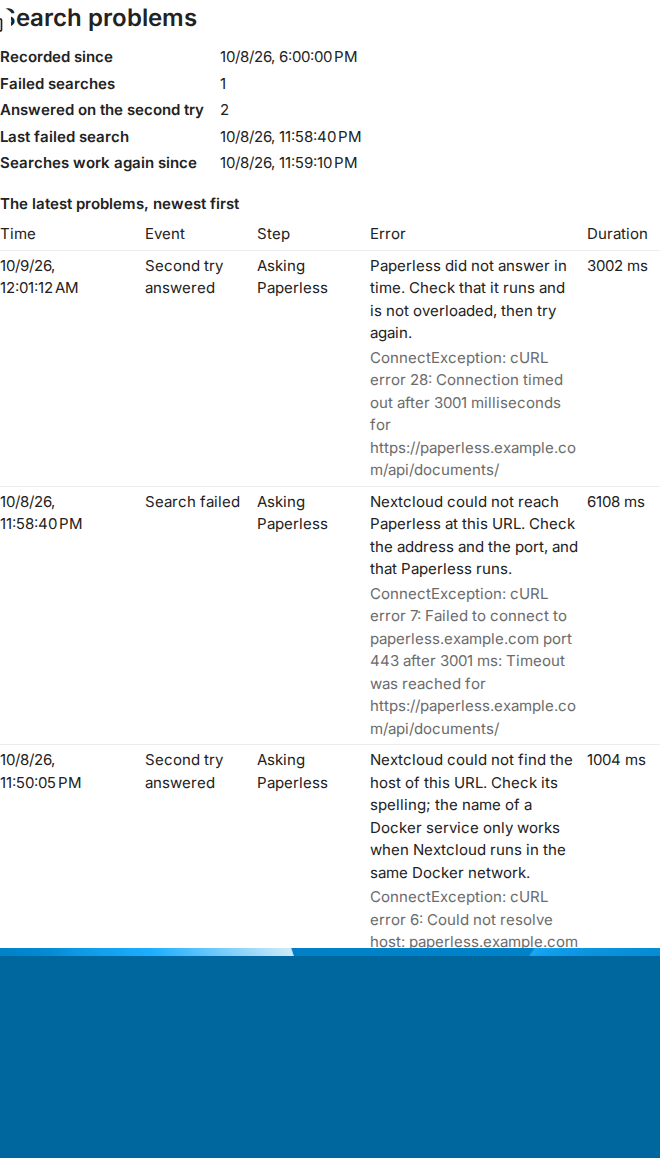 Search problems
Recorded since 10/8/26, 6:00:00 PM
Failed searches 1
Answered on the second try 2
Last failed search 10/8/26, 11:58:40 PM
Searches work again since 10/8/26, 11:59:10 PM
The latest problems, newest first
Time Event Step Error Duration
10/9/26, Second try Asking Paperless did not answer in 3002 ms
12:01:12 AM answered Paperless time. Check that it runs and
is not overloaded, then try
again.
ConnectException: cURL
error 28: Connection timed
out after 3001 milliseconds
for
https://paperless.example.co
m/api/documents/
10/8/26, Search failed Asking Nextcloud could not reach 6108 ms
11:58:40 PM Paperless Paperless at this URL. Check
the address and the port, and
that Paperless runs.
ConnectException: cURL
error 7: Failed to connect to
paperless.example.com port
443 after 3001 ms: Timeout
was reached for
https://paperless.example.co
m/api/documents/
10/8/26, Second try Asking Nextcloud could not find the 1004 ms
11:50:05 PM answered Paperless host of this URL. Check its
spelling; the name of a
Docker service only works
when Nextcloud runs in the
same Docker network.
ConnectException: cURL
error 6: Could not resolve
host: paperless.example.com